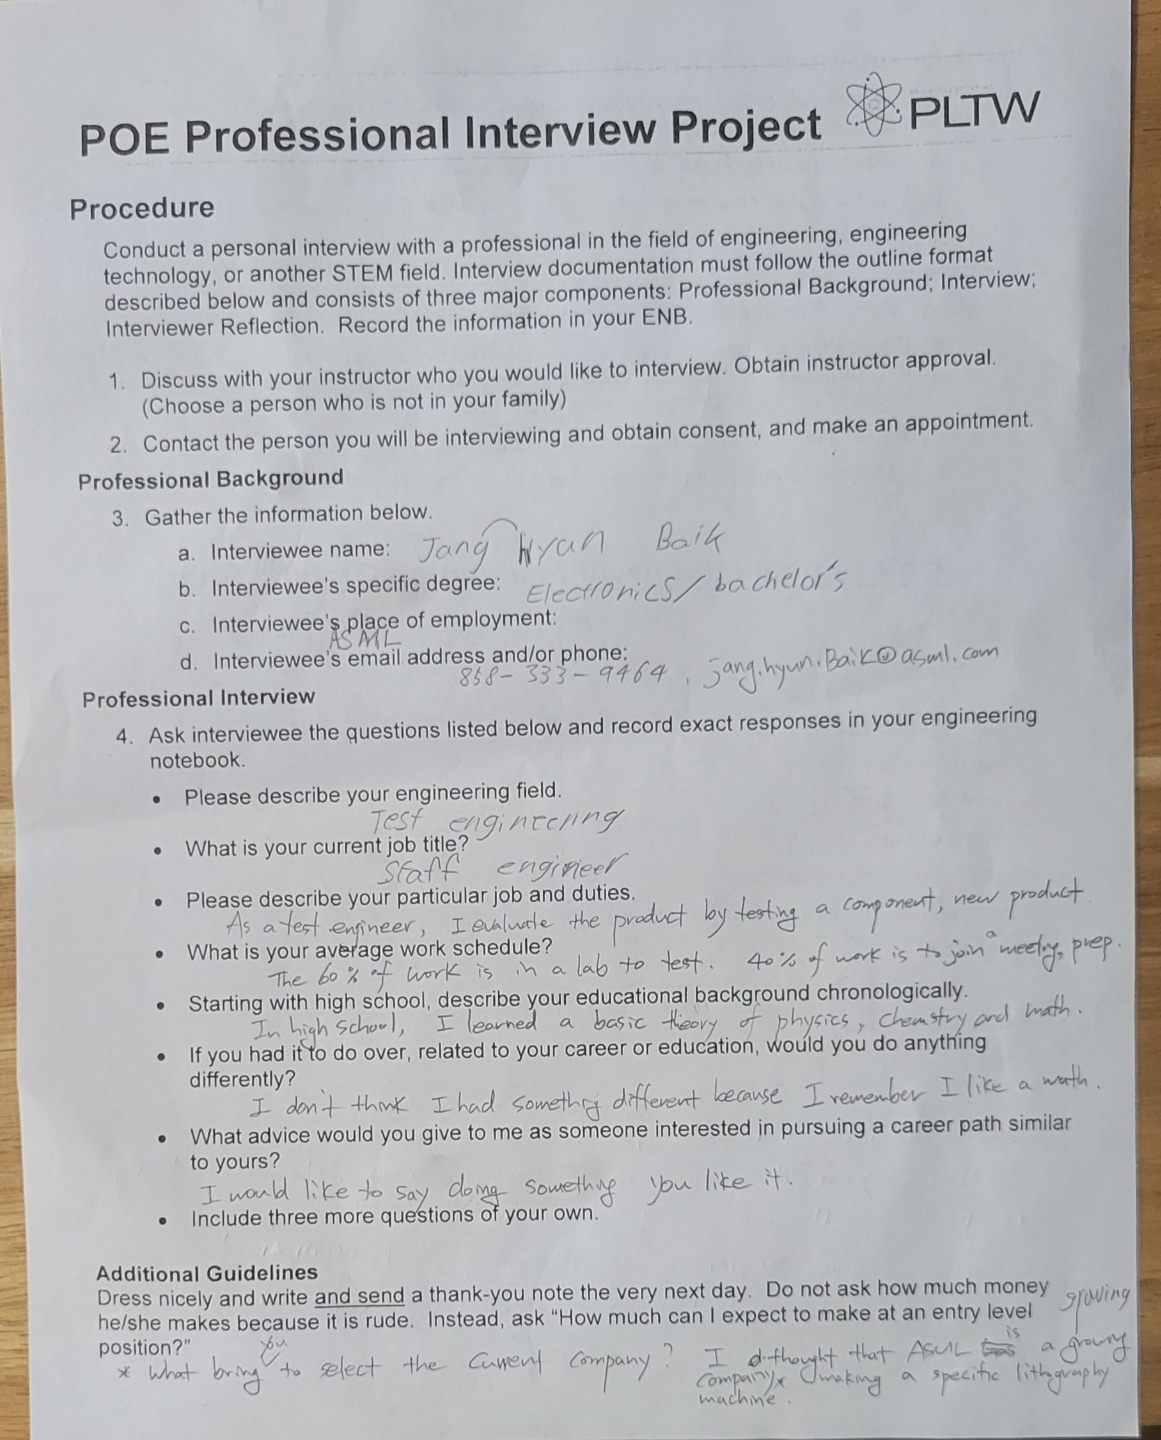 POE Professional Interview Project PLTW
Procedure
Conduct a personal interview with a professional in the field of engineering, engineering
technology, or another STEM field. Interview documentation must follow the outline format
described below and consists of three major components: Professional Background; Interview;
Interviewer Reflection. Record the information in your ENB.
1. Discuss with your instructor who you would like to interview. Obtain instructor approval.
(Choose a person who is not in your family)
2. Contact the person you will be interviewing and obtain consent, and make an appointment.
Professional Background
3. Gather the information below.
a. Interviewee name: Jang Hyun Baik
b. Interviewee's specific degree: Electronics/bachelor's
c. Interviewee's place of employment:
ASML
d. Interviewee's email address and/or phone:
858-333-9464, jang.hyun.Baik@asml.com
Professional Interview
4. Ask interviewee the questions listed below and record exact responses in your engineering
notebook.
• Please describe your engineering field.
Test engineering
• What is your current job title?
Staff engineer
• Please describe your particular job and duties.
As a test engineer, I evaluate the product by testing a component, new product.
• What is your average work schedule?
The 60% of work is in a lab to test. 40% of work is to join a meeting, prep.
• Starting with high school, describe your educational background chronologically.
In high school, I learned a basic theory of physics, chemstry and math.
• If you had it to do over, related to your career or education, would you do anything
differently?
I don't think I had something different because I remember I like a math.
• What advice would you give to me as someone interested in pursuing a career path similar
to yours?
I would like to say doing something you like it.
• Include three more questions of your own.
Additional Guidelines
Dress nicely and write and send a thank-you note the very next day. Do not ask how much money
he/she makes because it is rude. Instead, ask "How much can I expect to make at an entry level
position?"
growing
* What bring you to select the current company? I thought that ASML is a growing
company making a specific lithography
machine.